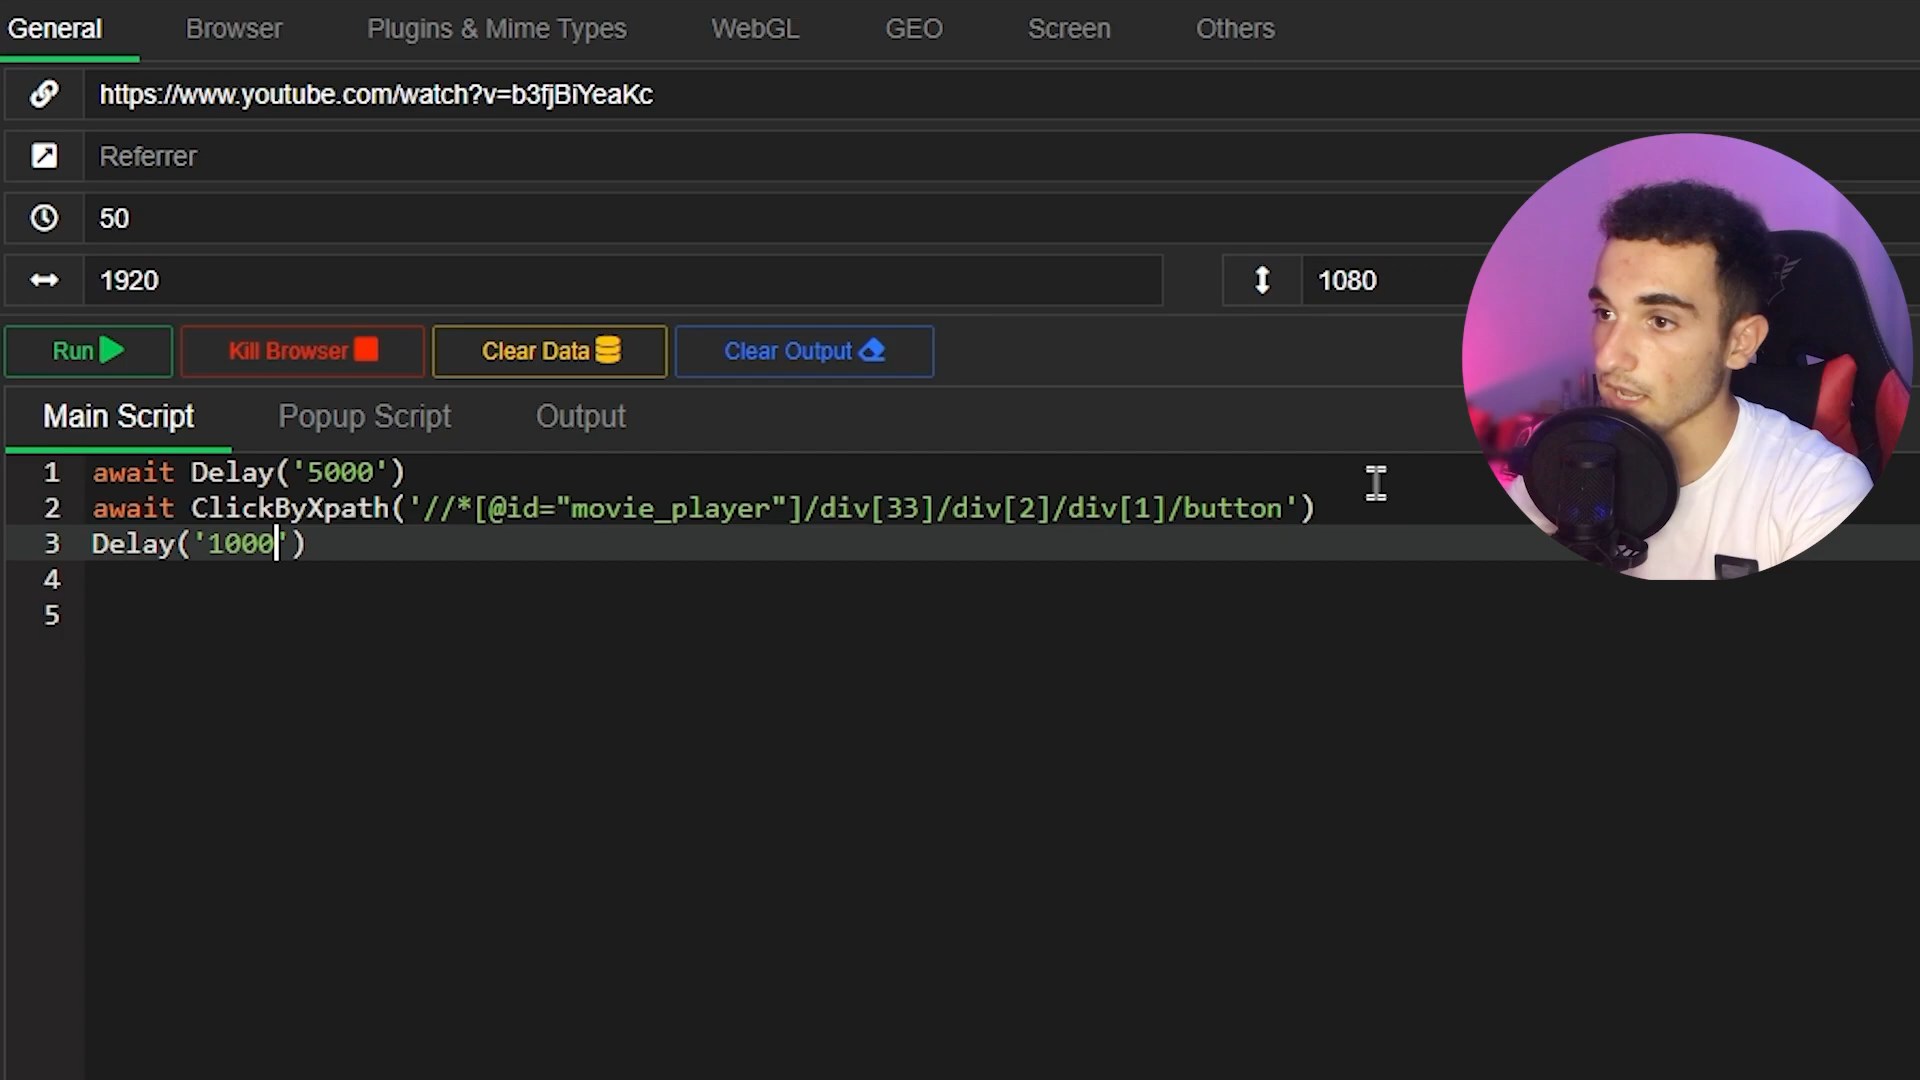 General Browser Plugins & Mime Types WebGL GEO Screen Others
https://www.youtube.com/watch?v=b3fjBiYeaKc
Referrer
50
1920 1080
Run Kill Browser Clear Data Clear Output
Main Script Popup Script Output
1 await Delay('5000')
2 await ClickByXpath('//*[@id="movie_player"]/div[33]/div[2]/div[1]/button')
3 Delay('1000')
4
5